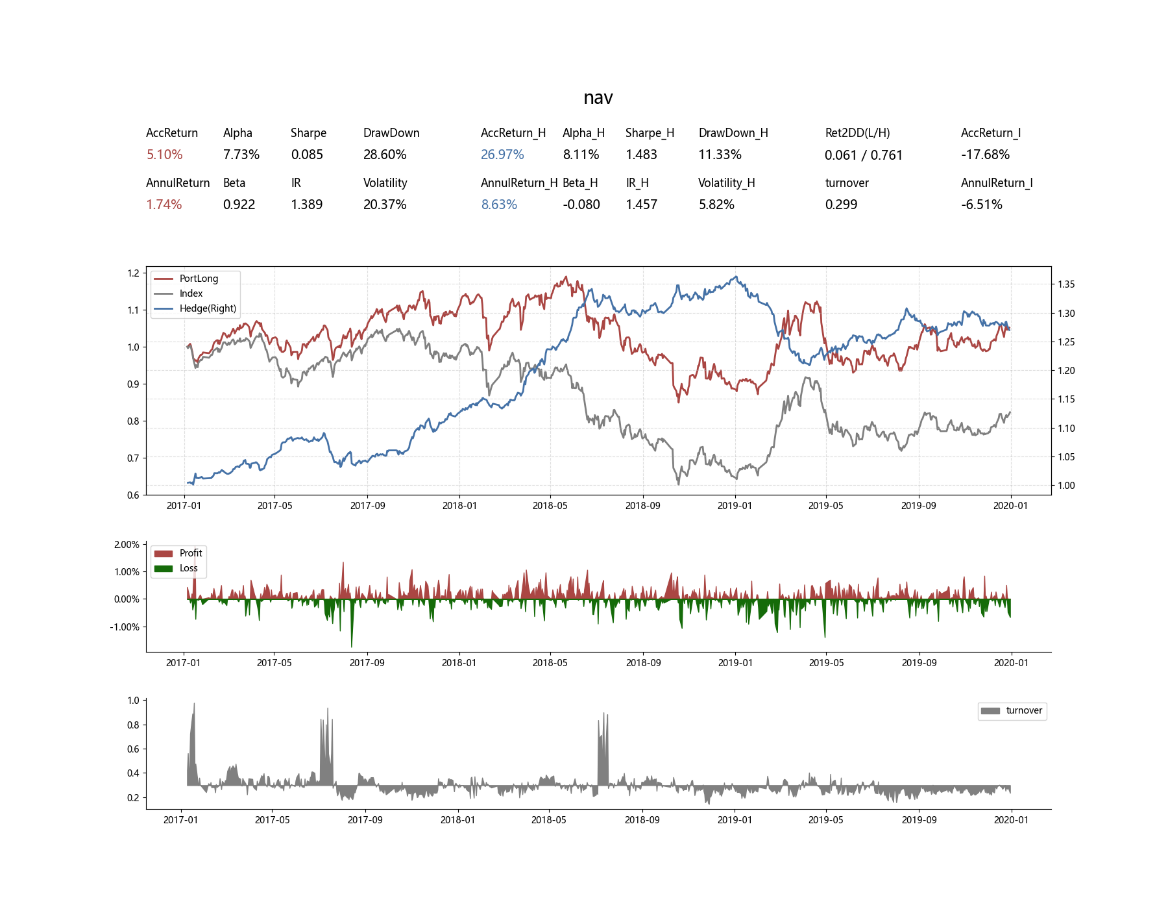 nav
AccReturn Alpha Sharpe DrawDown AccReturn_H Alpha_H Sharpe_H DrawDown_H Ret2DD(L/H) AccReturn_I
5.10% 7.73% 0.085 28.60% 26.97% 8.11% 1.483 11.33% 0.061 / 0.761 -17.68%
AnnulReturn Beta IR Volatility AnnulReturn_H Beta_H IR_H Volatility_H turnover AnnulReturn_I
1.74% 0.922 1.389 20.37% 8.63% -0.080 1.457 5.82% 0.299 -6.51%
PortLong
Index
Hedge(Right)
1.2
1.1
1.0
0.9
0.8
0.7
0.6
1.35
1.30
1.25
1.20
1.15
1.10
1.05
1.00
2017-01 2017-05 2017-09 2018-01 2018-05 2018-09 2019-01 2019-05 2019-09 2020-01
Profit
Loss
2.00%
1.00%
0.00%
-1.00%
2017-01 2017-05 2017-09 2018-01 2018-05 2018-09 2019-01 2019-05 2019-09 2020-01
turnover
1.0
0.8
0.6
0.4
0.2
2017-01 2017-05 2017-09 2018-01 2018-05 2018-09 2019-01 2019-05 2019-09 2020-01